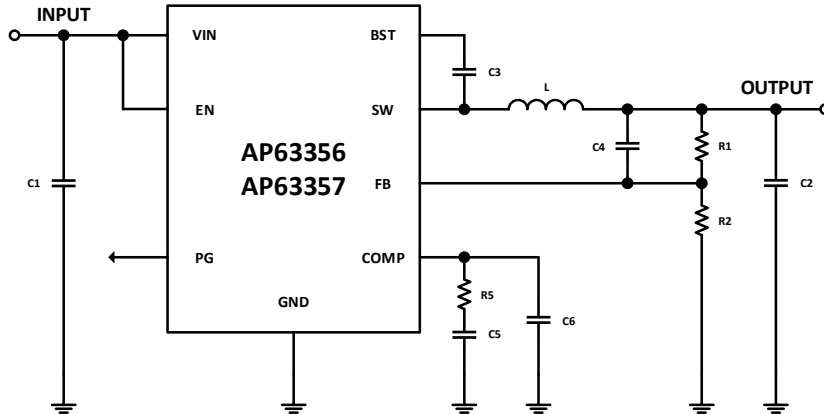 INPUT
VIN
BST
C3
L
OUTPUT
EN
SW
AP63356
AP63357
C1
C4
R1
FB
C2
R2
PG
COMP
GND
R5
C5
C6